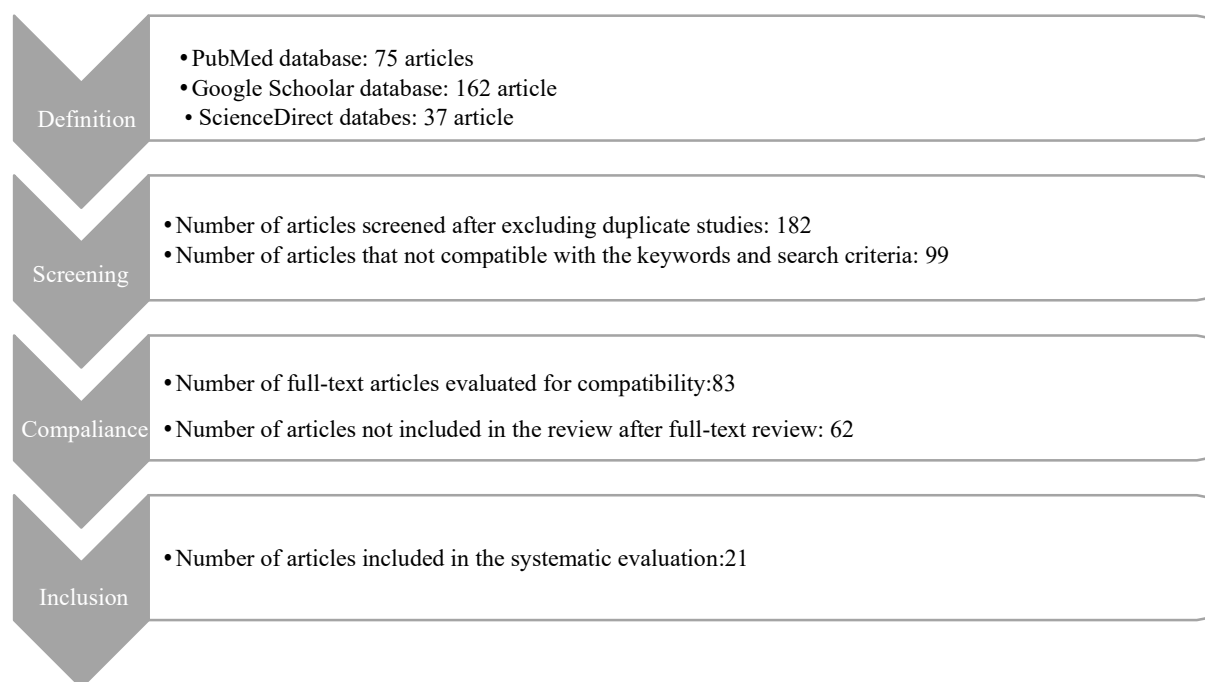 Definition
•PubMed database: 75 articles
•Google Schoolar database: 162 article
• ScienceDirect databes: 37 article
Screening
•Number of articles screened after excluding duplicate studies: 182
•Number of articles that not compatible with the keywords and search criteria: 99
Compaliance
•Number of full-text articles evaluated for compatibility:83
•Number of articles not included in the review after full-text review: 62
Inclusion
•Number of articles included in the systematic evaluation:21